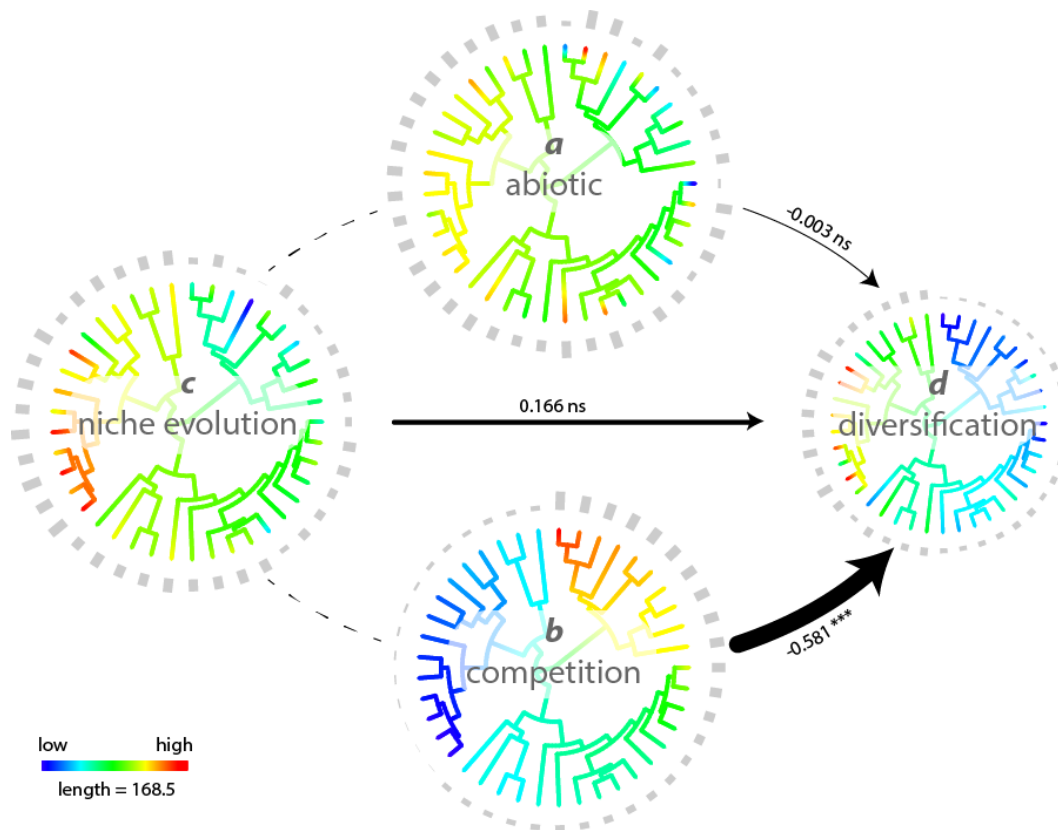 a
abiotic
-0.003 ns
c
niche evolution
0.166 ns
d
diversification
b
competition
-0.581 ***
low high
length = 168.5